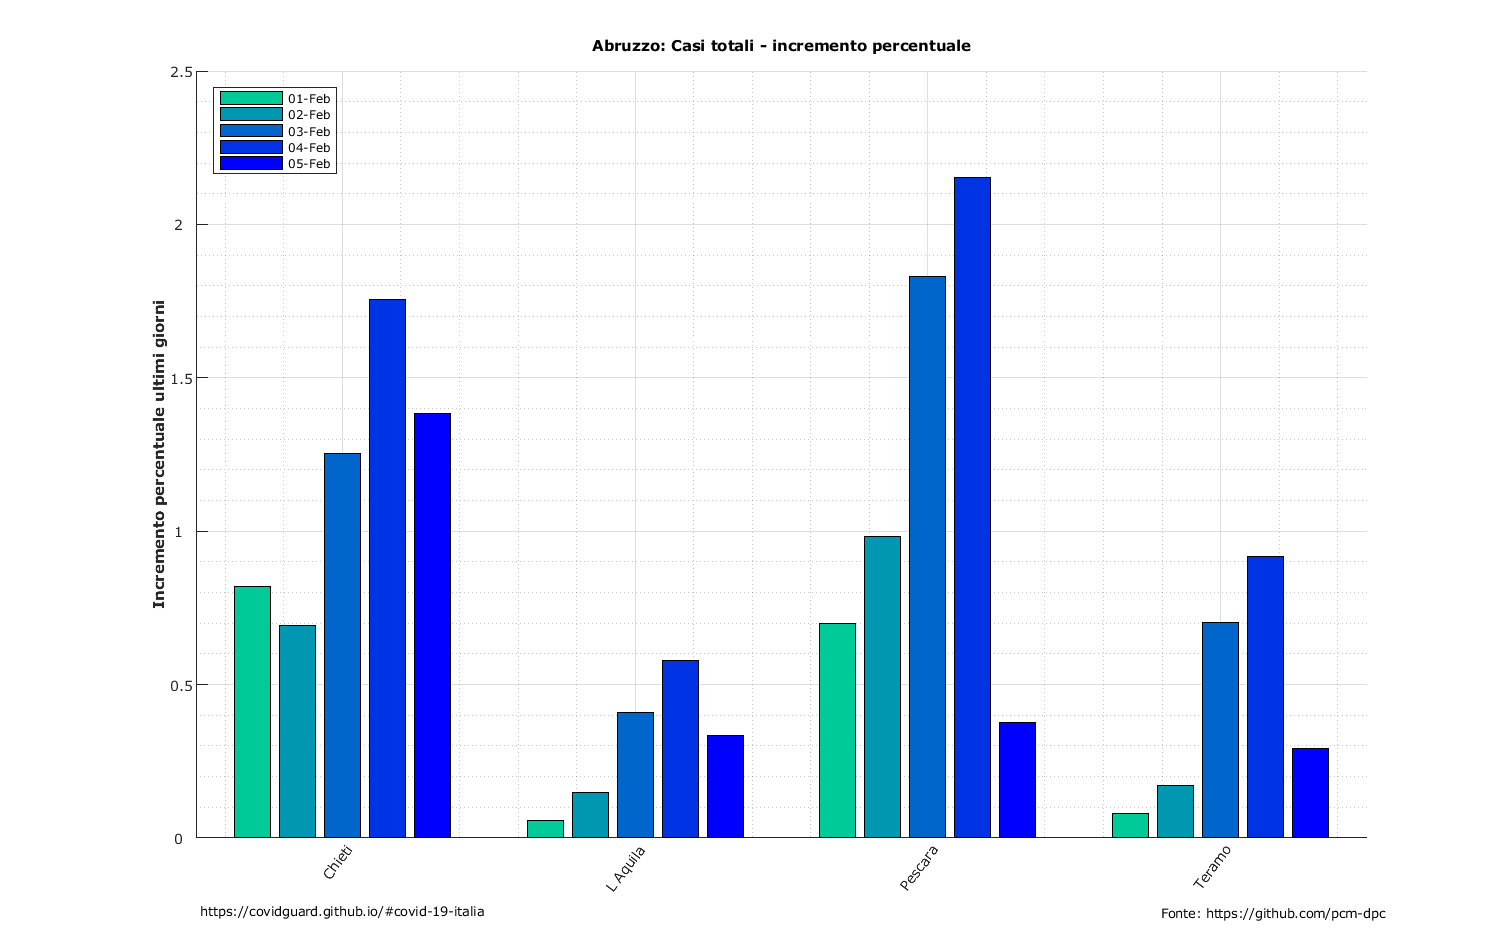 Abruzzo: Casi totali - incremento percentuale
Incremento percentuale ultimi giorni
2.5
2
1.5
1
0.5
0
01-Feb
02-Feb
03-Feb
04-Feb
05-Feb
Chieti
L Aquila
Pescara
Teramo
https://covidguard.github.io/#covid-19-italia
Fonte: https://github.com/pcm-dpc